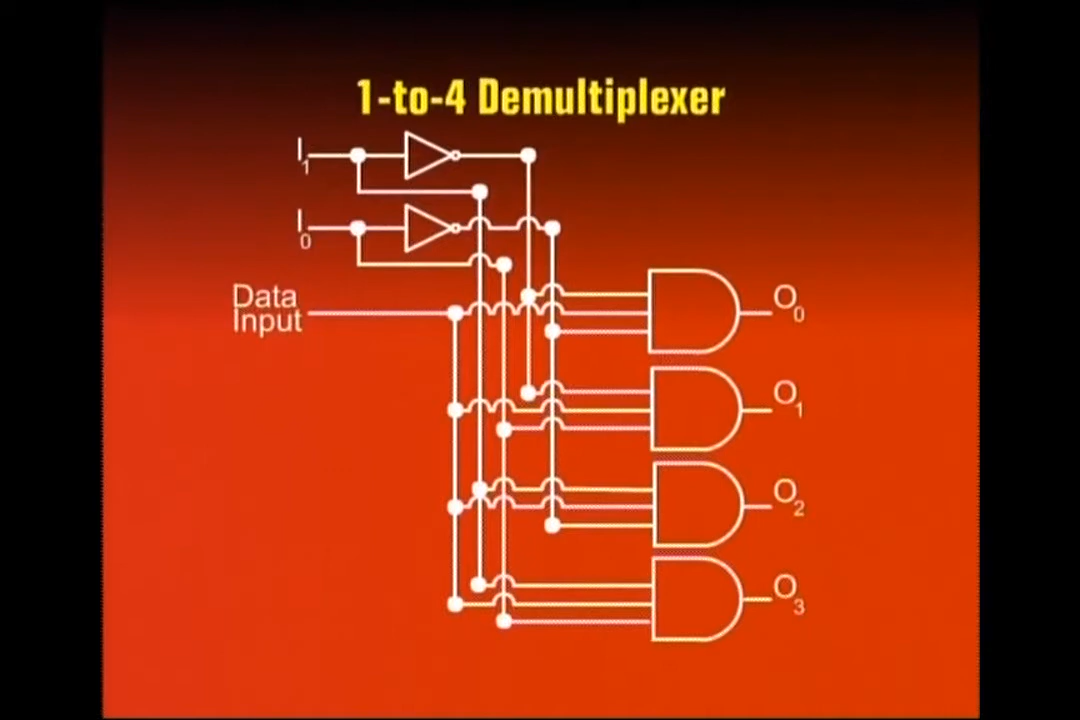 1-to-4 Demultiplexer
I1
I0
Data
Input
O0
O1
O2
O3